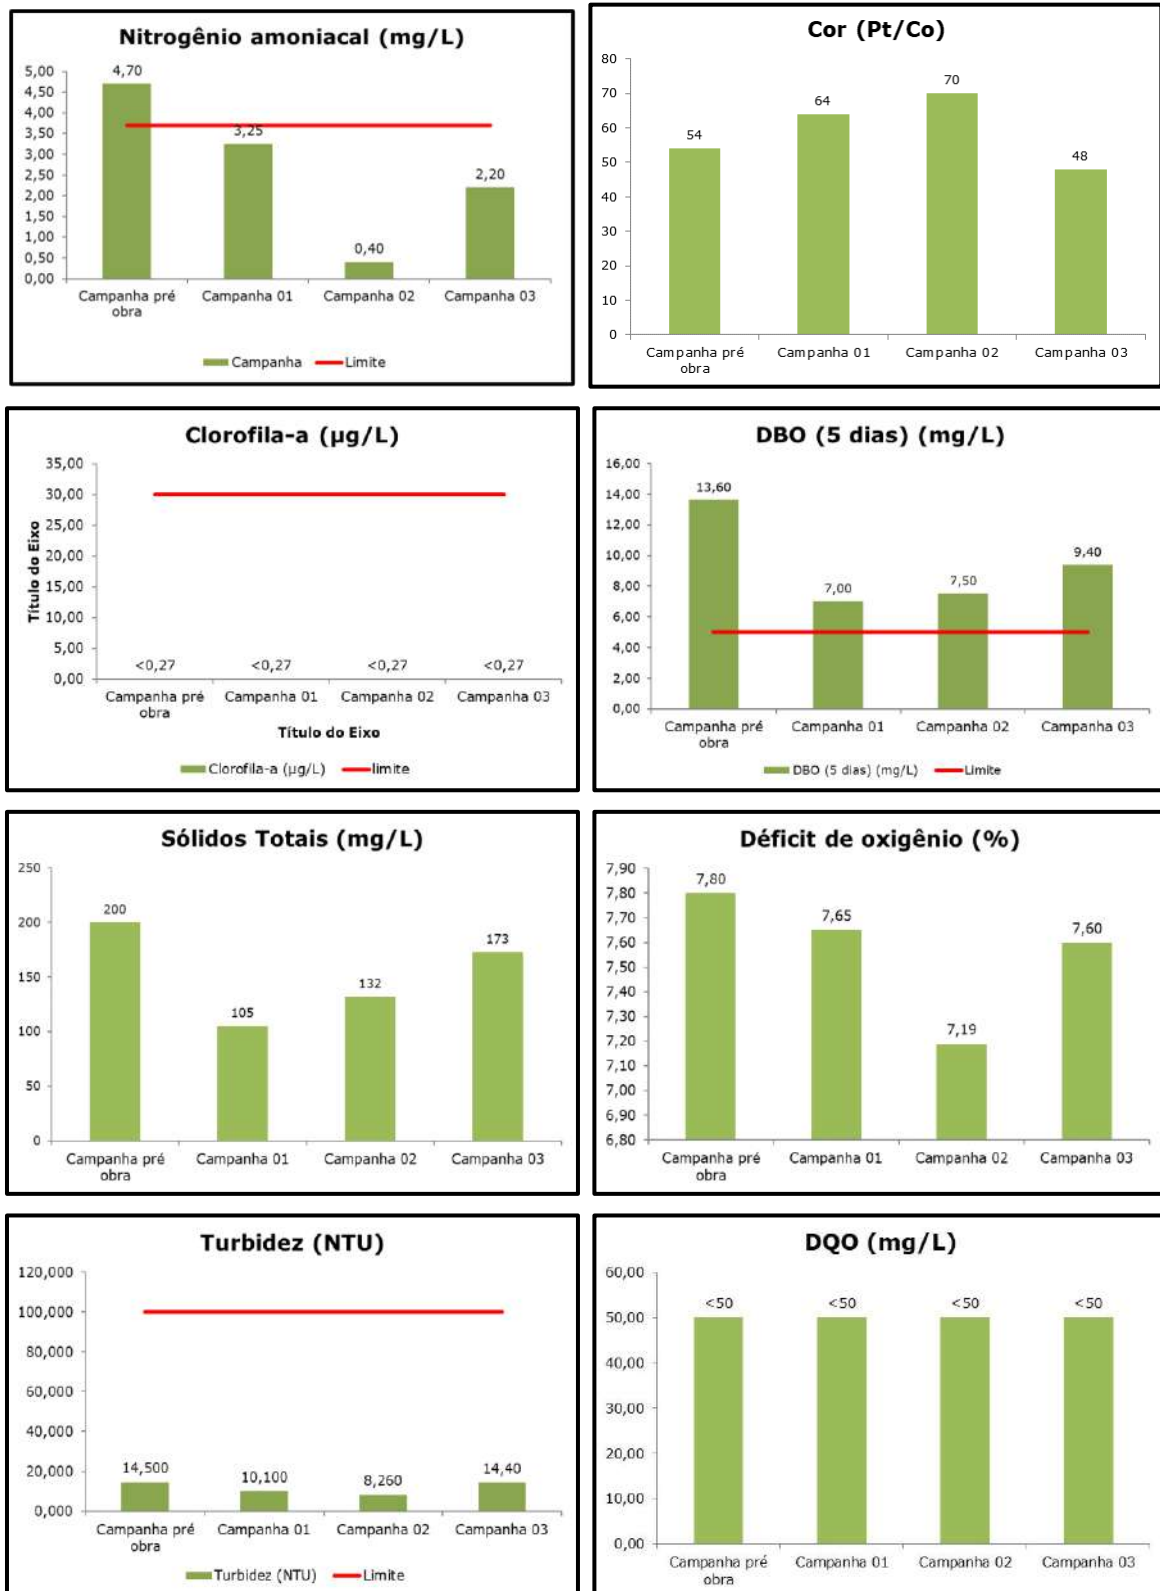 Nitrogênio amoniacal (mg/L)
5,00
4,50
4,00
3,50
3,00
2,50
2,00
1,50
1,00
0,50
0,00
4,70
3,25
0,40
2,20
Campanha pré obra
Campanha 01
Campanha 02
Campanha 03
Campanha
Limite
Cor (Pt/Co)
80
70
60
50
40
30
20
10
0
54
64
70
48
Campanha pré obra
Campanha 01
Campanha 02
Campanha 03
Clorofila-a (µg/L)
Título do Eixo
35,00
30,00
25,00
20,00
15,00
10,00
5,00
0,00
<0,27
<0,27
<0,27
<0,27
Campanha pré obra
Campanha 01
Campanha 02
Campanha 03
Título do Eixo
Clorofila-a (µg/L)
limite
DBO (5 dias) (mg/L)
16,00
14,00
12,00
10,00
8,00
6,00
4,00
2,00
0,00
13,60
7,00
7,50
9,40
Campanha pré obra
Campanha 01
Campanha 02
Campanha 03
DBO (5 dias) (mg/L)
Limite
Sólidos Totais (mg/L)
250
200
150
100
50
0
200
105
132
173
Campanha pré obra
Campanha 01
Campanha 02
Campanha 03
Déficit de oxigênio (%)
7,90
7,80
7,70
7,60
7,50
7,40
7,30
7,20
7,10
7,00
6,90
6,80
7,80
7,65
7,19
7,60
Campanha pré obra
Campanha 01
Campanha 02
Campanha 03
Turbidez (NTU)
120,000
100,000
80,000
60,000
40,000
20,000
0,000
14,500
10,100
8,260
14,40
Campanha pré obra
Campanha 01
Campanha 02
Campanha 03
Turbidez (NTU)
Limite
DQO (mg/L)
60,00
50,00
40,00
30,00
20,00
10,00
0,00
<50
<50
<50
<50
Campanha pré obra
Campanha 01
Campanha 02
Campanha 03